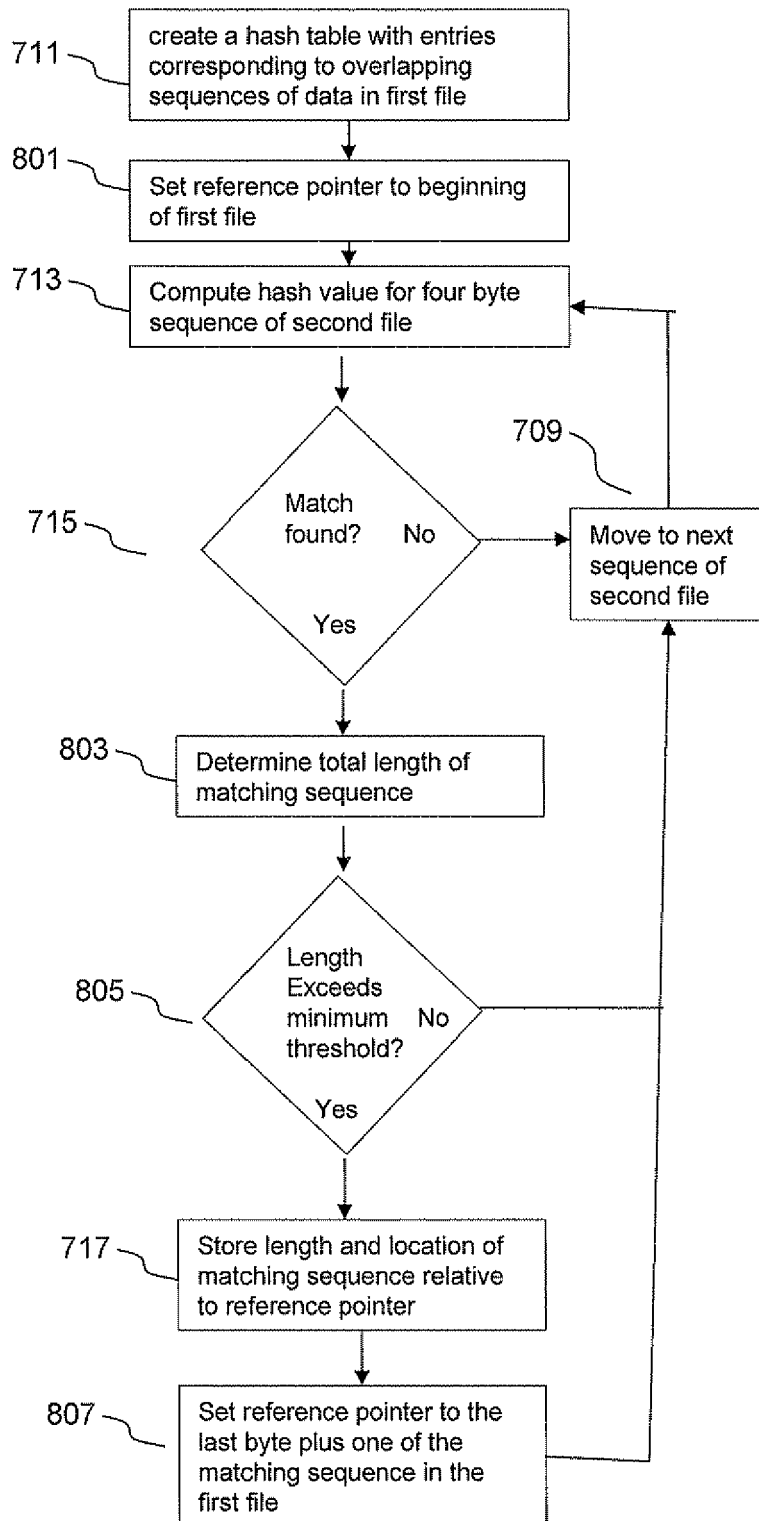 711
create a hash table with entries
corresponding to overlapping
sequences of data in first file
801
Set reference pointer to beginning
of first file
713
Compute hash value for four byte
sequence of second file
709
715
Match
found? No
Yes
Move to next
sequence of
second file
803
Determine total length of
matching sequence
805
Length
Exceeds
minimum No
threshold?
Yes
717
Store length and location of
matching sequence relative
to reference pointer
807
Set reference pointer to the
last byte plus one of the
matching sequence in the
first file